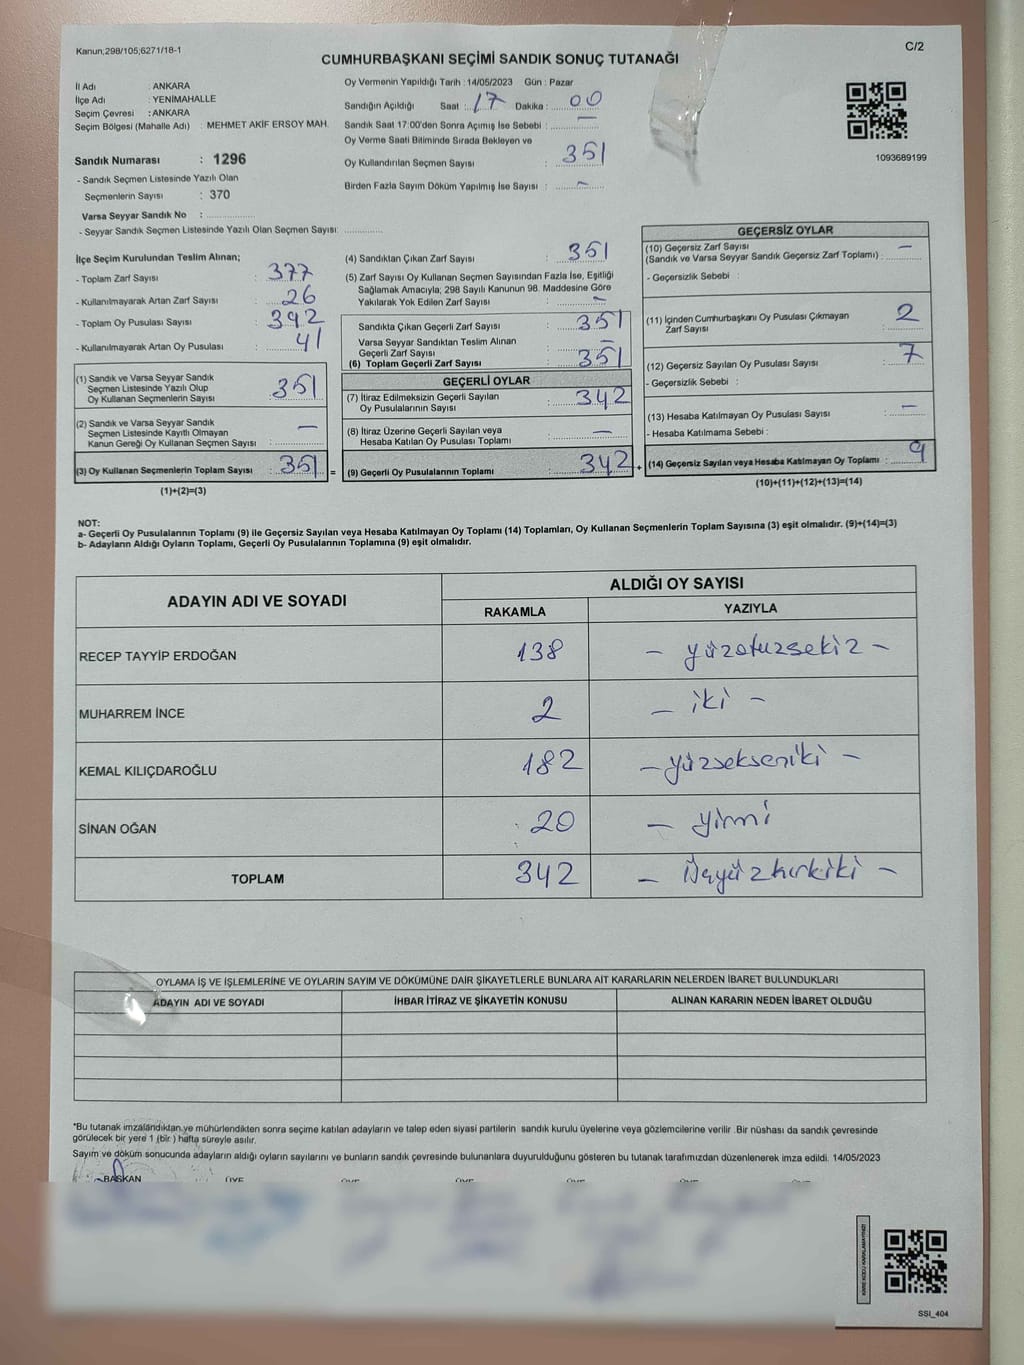 Kanun;298/105;6271/18-1
C/2
CUMHURBAŞKANI SEÇİMİ SANDIK SONUÇ TUTANAĞI
İl Adı : ANKARA
İlçe Adı : YENİMAHALLE
Seçim Çevresi : ANKARA
Seçim Bölgesi (Mahalle Adı) : MEHMET AKİF ERSOY MAH.
Sandık Numarası : 1296
- Sandık Seçmen Listesinde Yazılı Olan
Seçmenlerin Sayısı : 370
Varsa Seyyar Sandık No :
- Seyyar Sandık Seçmen Listesinde Yazılı Olan Seçmen Sayısı:
Oy Vermenin Yapıldığı Tarih : 14/05/2023 Gün : Pazar
Sandığın Açıldığı Saat : 17 Dakika : 00
Sandık Saat 17:00'den Sonra Açımış İse Sebebi : —
Oy Verme Saati Bitiminde Sırada Bekleyen ve
Oy Kullandırılan Seçmen Sayısı : 351
Birden Fazla Sayım Döküm Yapılmış İse Sayısı : —
1093689199
İlçe Seçim Kurulundan Teslim Alınan;
- Toplam Zarf Sayısı : 377
- Kullanılmayarak Artan Zarf Sayısı : 26
- Toplam Oy Pusulası Sayısı : 392
- Kullanılmayarak Artan Oy Pusulası : 41
(1) Sandık ve Varsa Seyyar Sandık
Seçmen Listesinde Yazılı Olup
Oy Kullanan Seçmenlerin Sayısı : 351
(2) Sandık ve Varsa Seyyar Sandık
Seçmen Listesinde Kayıtlı Olmayan
Kanun Gereği Oy Kullanan Seçmen Sayısı : —
(3) Oy Kullanan Seçmenlerin Toplam Sayısı : 351 =
(1)+(2)=(3)
(4) Sandıktan Çıkan Zarf Sayısı : 351
(5) Zarf Sayısı Oy Kullanan Seçmen Sayısından Fazla İse, Eşitliği
Sağlamak Amacıyla; 298 Sayılı Kanunun 98. Maddesine Göre
Yakılarak Yok Edilen Zarf Sayısı : —
Sandıkta Çıkan Geçerli Zarf Sayısı : 351
Varsa Seyyar Sandıktan Teslim Alınan
Geçerli Zarf Sayısı : —
(6) Toplam Geçerli Zarf Sayısı : 351
GEÇERLİ OYLAR
(7) İtiraz Edilmeksizin Geçerli Sayılan
Oy Pusulalarının Sayısı : 342
(8) İtiraz Üzerine Geçerli Sayılan veya
Hesaba Katılan Oy Pusulası Toplamı : —
(9) Geçerli Oy Pusulalarının Toplamı : 342 +
GEÇERSİZ OYLAR
(10) Geçersiz Zarf Sayısı
(Sandık ve Varsa Seyyar Sandık Geçersiz Zarf Toplamı) : —
- Geçersizlik Sebebi :
(11) İçinden Cumhurbaşkanı Oy Pusulası Çıkmayan
Zarf Sayısı : 2
(12) Geçersiz Sayılan Oy Pusulası Sayısı : 7
- Geçersizlik Sebebi :
(13) Hesaba Katılmayan Oy Pusulası Sayısı : —
- Hesaba Katılmama Sebebi :
(14) Geçersiz Sayılan veya Hesaba Katılmayan Oy Toplamı : 9
(10)+(11)+(12)+(13)=(14)
NOT:
a- Geçerli Oy Pusulalarının Toplamı (9) ile Geçersiz Sayılan veya Hesaba Katılmayan Oy Toplamı (14) Toplamları, Oy Kullanan Seçmenlerin Toplam Sayısına (3) eşit olmalıdır. (9)+(14)=(3)
b- Adayların Aldığı Oyların Toplamı, Geçerli Oy Pusulalarının Toplamına (9) eşit olmalıdır.
ADAYIN ADI VE SOYADI
ALDIĞI OY SAYISI
RAKAMLA YAZIYLA
RECEP TAYYİP ERDOĞAN 138 — yüzotuzsekiz —
MUHARREM İNCE 2 — iki —
KEMAL KILIÇDAROĞLU 182 — yüzsekseniki —
SİNAN OĞAN 20 — yirmi
TOPLAM 342 — Üçyüzkırkiki —
OYLAMA İŞ VE İŞLEMLERİNE VE OYLARIN SAYIM VE DÖKÜMÜNE DAİR ŞİKAYETLERLE BUNLARA AİT KARARLARIN NELERDEN İBARET BULUNDUKLARI
ADAYIN ADI VE SOYADI İHBAR İTİRAZ VE ŞİKAYETİN KONUSU ALINAN KARARIN NEDEN İBARET OLDUĞU
*Bu tutanak imzalandıktan ve mühürlendikten sonra seçime katılan adayların ve talep eden siyasi partilerin sandık kurulu üyelerine veya gözlemcilerine verilir .Bir nüshası da sandık çevresinde
görülecek bir yere 1 (bir ) hafta süreyle asılır.
Sayım ve döküm sonucunda adayların aldığı oyların sayılarını ve bunların sandık çevresinde bulunanlara duyurulduğunu gösteren bu tutanak tarafımızdan düzenlenerek imza edildi. 14/05/2023
BAŞKAN ÜYE ÜYE ÜYE ÜYE ÜYE ÜYE
KARE KODU KARALAMAYINIZ!
SSI_404